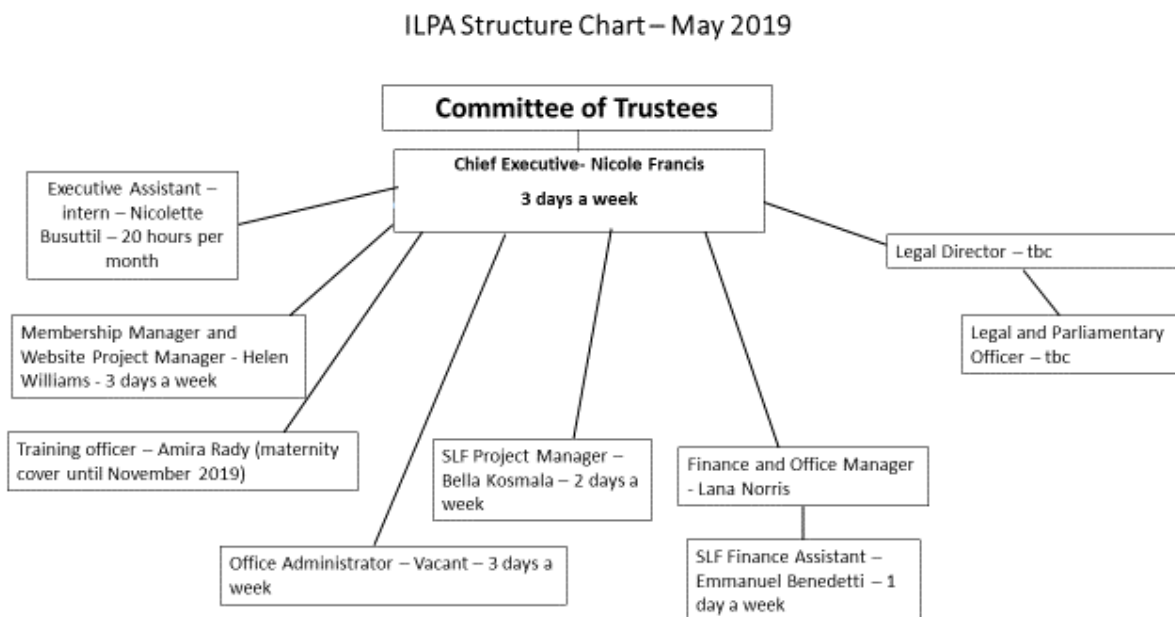 ILPA Structure Chart – May 2019
Committee of Trustees
Chief Executive- Nicole Francis
3 days a week
Executive Assistant –
intern – Nicolette
Busuttil – 20 hours per
month
Legal Director – tbc
Membership Manager and
Website Project Manager - Helen
Williams - 3 days a week
Legal and Parliamentary
Officer – tbc
Training officer – Amira Rady (maternity
cover until November 2019)
SLF Project Manager –
Bella Kosmala – 2 days a
week
Finance and Office Manager
- Lana Norris
Office Administrator – Vacant – 3 days a
week
SLF Finance Assistant –
Emmanuel Benedetti – 1
day a week